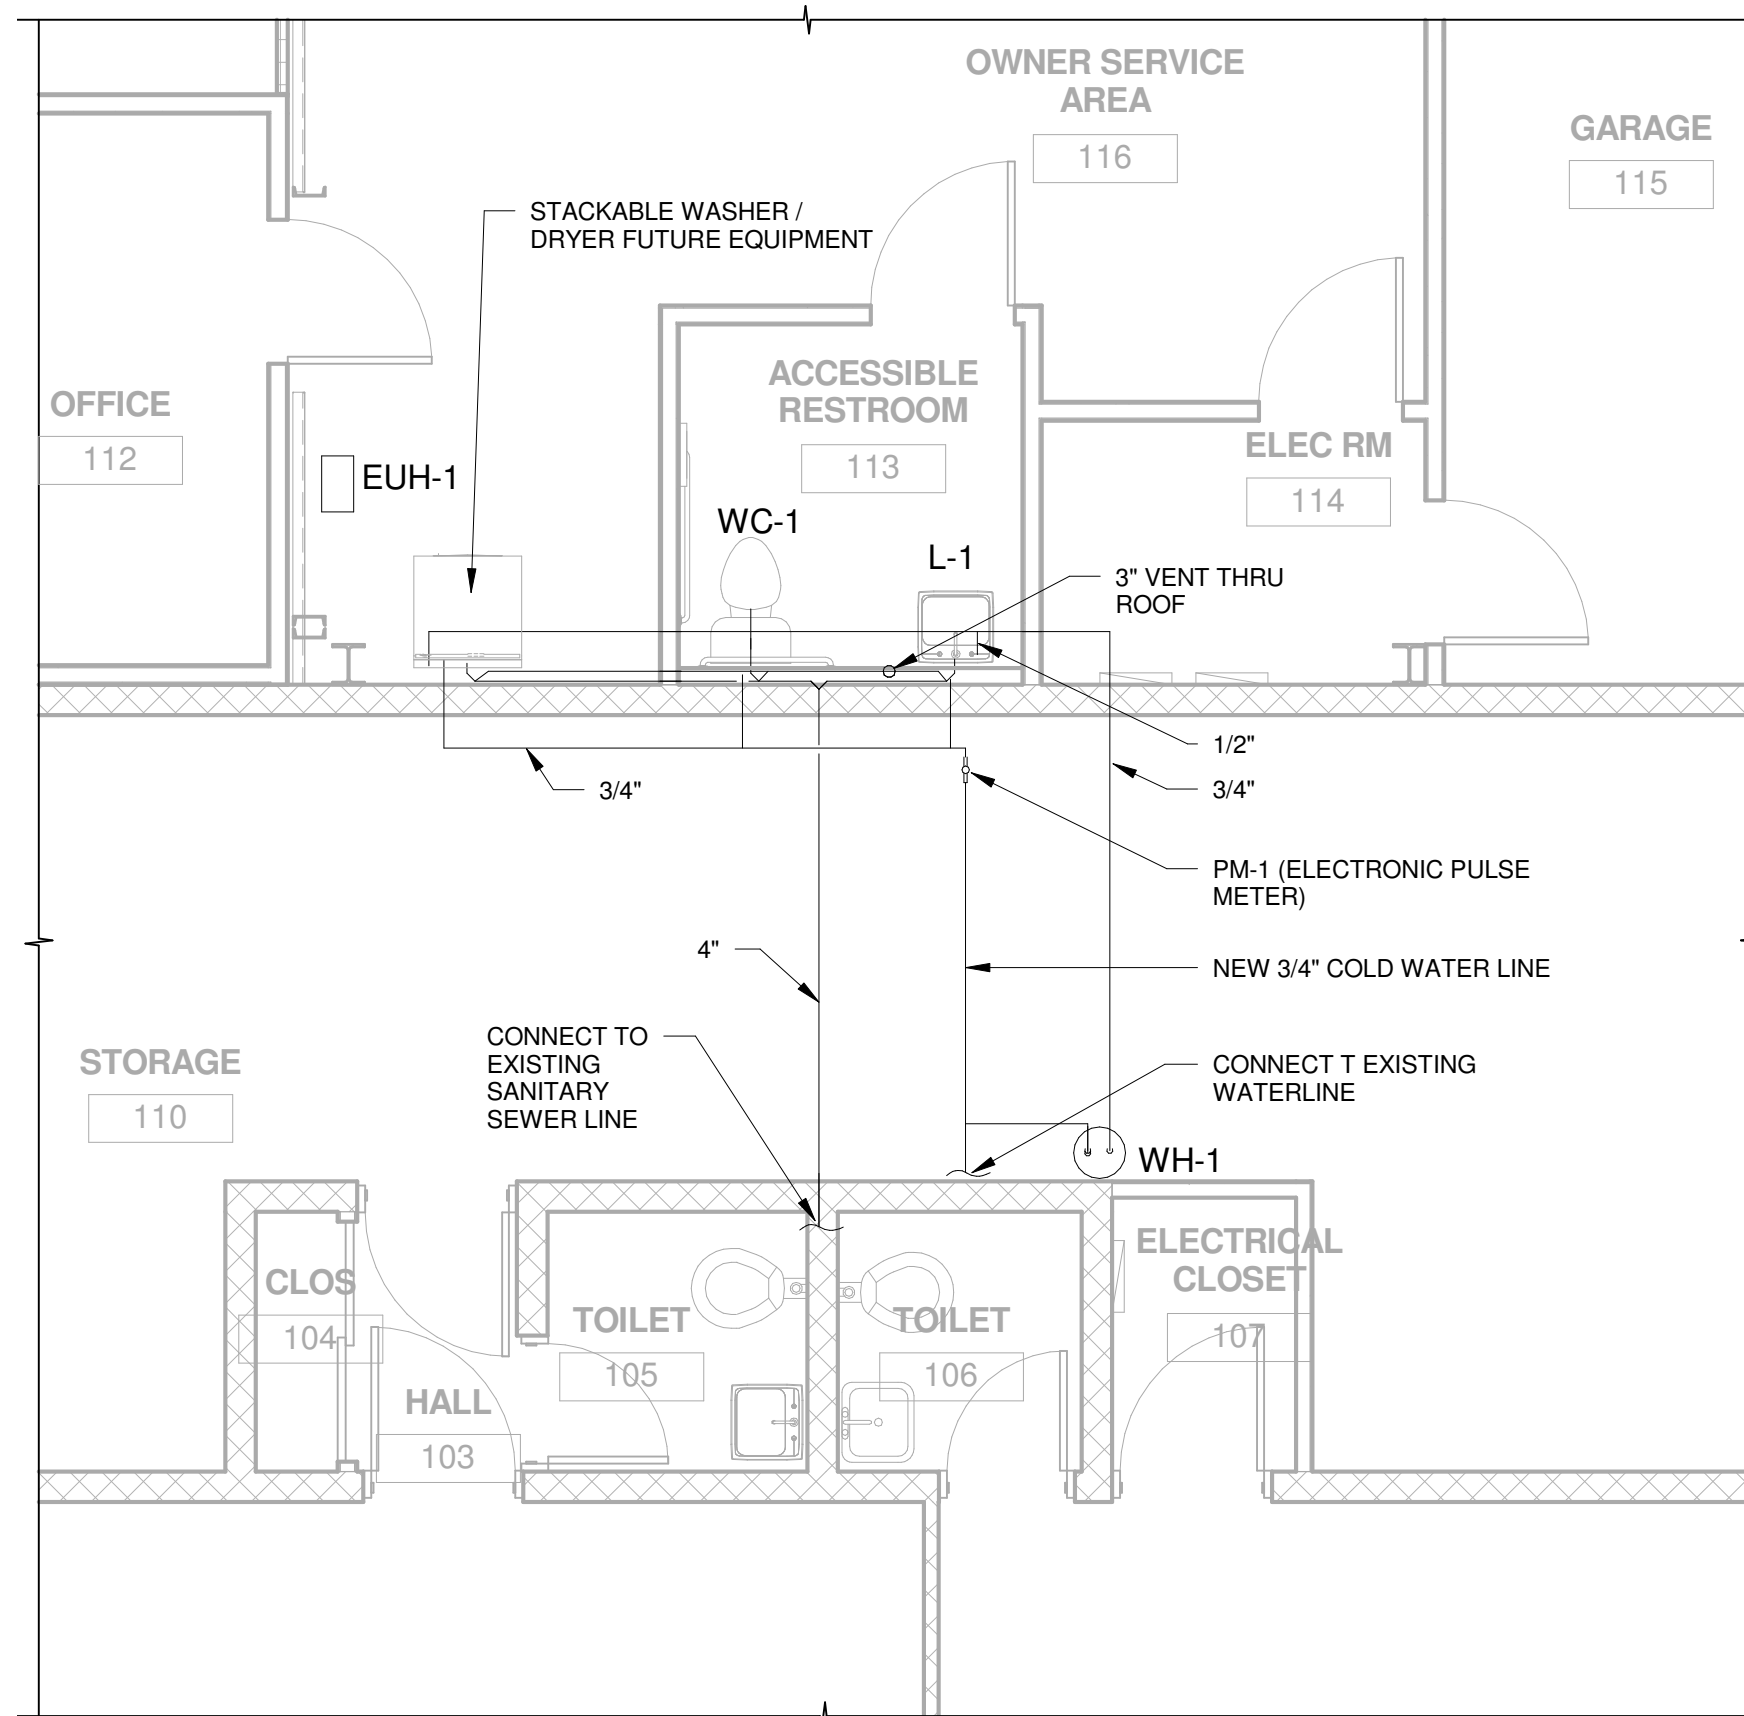 OWNER SERVICE
AREA
116
GARAGE
115
STACKABLE WASHER /
DRYER FUTURE EQUIPMENT
OFFICE
112
EUH-1
ACCESSIBLE
RESTROOM
113
ELEC RM
114
WC-1
L-1
3" VENT THRU
ROOF
1/2"
3/4"
3/4"
PM-1 (ELECTRONIC PULSE
METER)
4"
NEW 3/4" COLD WATER LINE
CONNECT TO
EXISTING
SANITARY
SEWER LINE
CONNECT T EXISTING
WATERLINE
STORAGE
110
WH-1
ELECTRICAL
CLOSET
107
CLOS
104
TOILET
105
TOILET
106
HALL
103